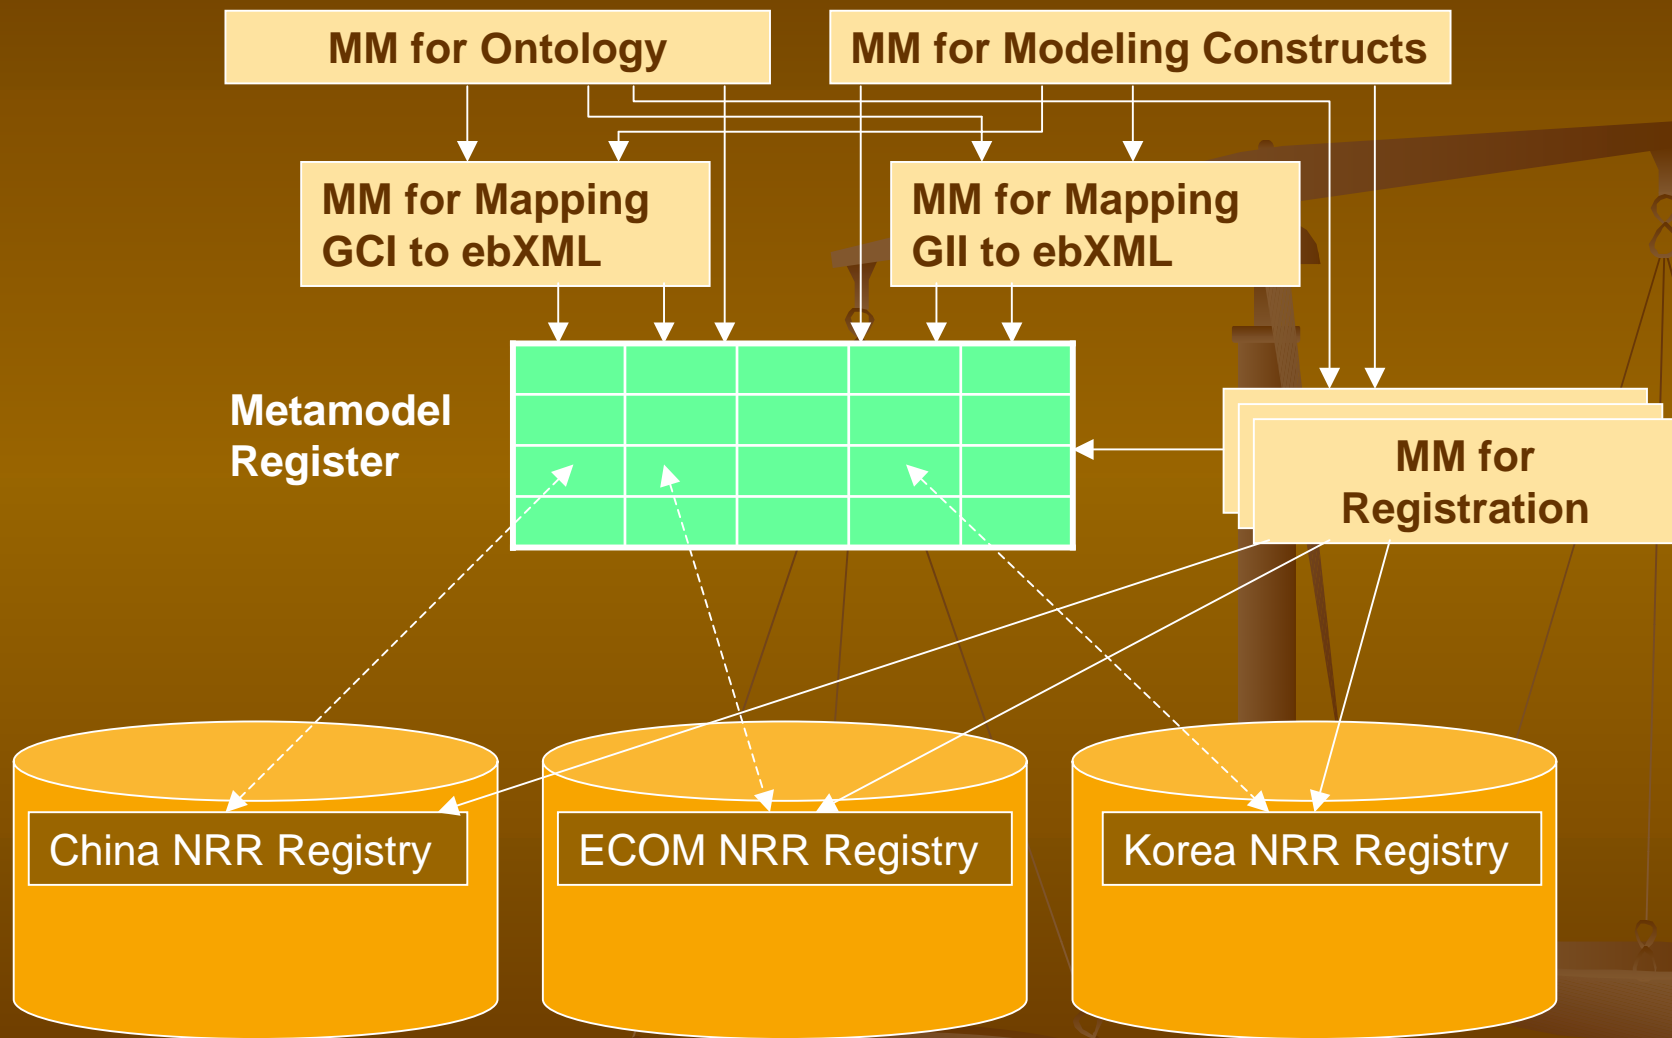 MM for Ontology
MM for Modeling Constructs
MM for Mapping
GCI to ebXML
MM for Mapping
GII to ebXML
Metamodel
Register
MM for
Registration
China NRR Registry
ECOM NRR Registry
Korea NRR Registry